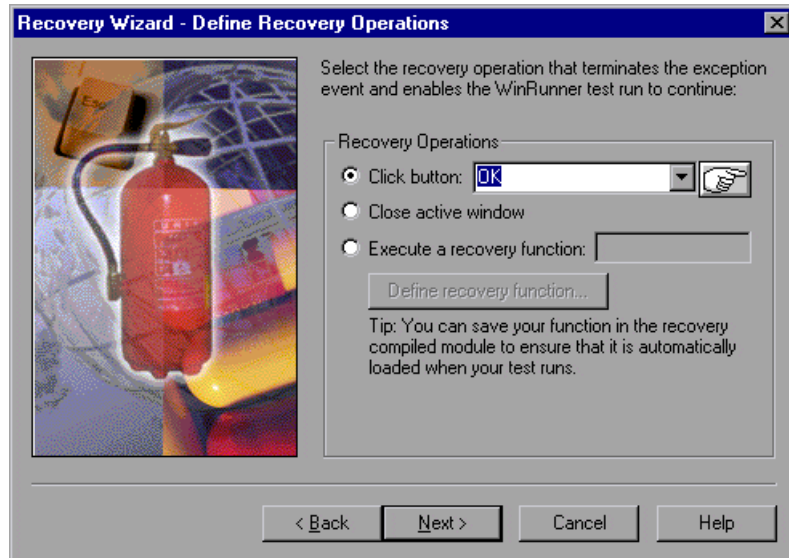 Recovery Wizard - Define Recovery Operations
Select the recovery operation that terminates the exception
event and enables the WinRunner test run to continue:
Recovery Operations
Click button: OK
Close active window
Execute a recovery function:
Define recovery function...
Tip: You can save your function in the recovery
compiled module to ensure that it is automatically
loaded when your test runs.
< Back Next > Cancel Help
Esc